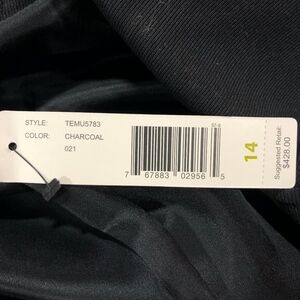 STYLE: TEMU5783
COLOR: CHARCOAL
021
7 67883 02956 5
14
Suggested Retail:
$428.00